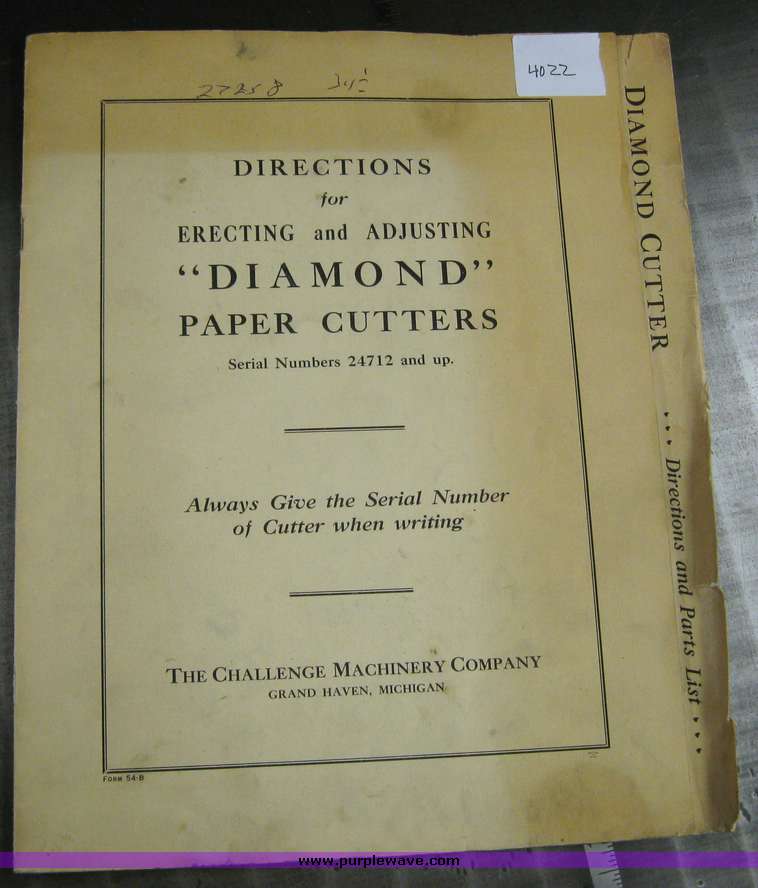 4022
27258
DIRECTIONS
for
ERECTING and ADJUSTING
"DIAMOND"
PAPER CUTTERS
Serial Numbers 24712 and up.
Always Give the Serial Number
of Cutter when writing
THE CHALLENGE MACHINERY COMPANY
GRAND HAVEN, MICHIGAN
FORM 54-B
DIAMOND CUTTER . . . Directions and Parts List . . .
www.purplewave.com